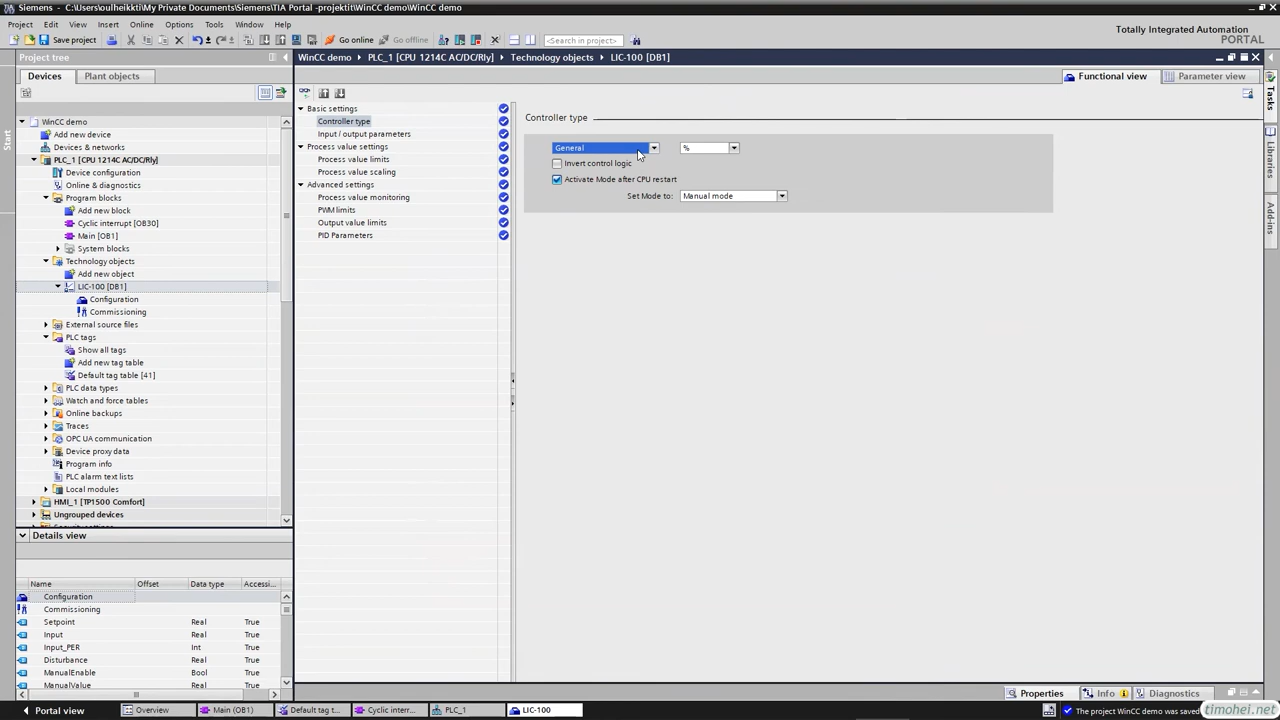 Siemens - C:\Users\oulheikkti\My Private Documents\Siemens\TIA Portal -projektit\WinCC demo\WinCC demo
Project Edit View Insert Online Options Tools Window Help
Totally Integrated Automation
PORTAL
Save project
Go online
Go offline
<Search in project>
Project tree
WinCC demo
PLC_1 [CPU 1214C AC/DC/Rly]
Technology objects
LIC-100 [DB1]
Devices
Plant objects
Functional view
Parameter view
Start
Tasks
Libraries
Add-ins
WinCC demo
Add new device
Devices & networks
PLC_1 [CPU 1214C AC/DC/Rly]
Device configuration
Online & diagnostics
Program blocks
Add new block
Cyclic interrupt [OB30]
Main [OB1]
System blocks
Technology objects
Add new object
LIC-100 [DB1]
Configuration
Commissioning
External source files
PLC tags
Show all tags
Add new tag table
Default tag table [41]
PLC data types
Watch and force tables
Online backups
Traces
OPC UA communication
Device proxy data
Program info
PLC alarm text lists
Local modules
HMI_1 [TP1500 Comfort]
Ungrouped devices
Basic settings
Controller type
Input / output parameters
Process value settings
Process value limits
Process value scaling
Advanced settings
Process value monitoring
PWM limits
Output value limits
PID Parameters
Controller type
General
%
Invert control logic
Activate Mode after CPU restart
Set Mode to: Manual mode
Details view
Name Offset Data type Accessi...
Configuration
Commissioning
Setpoint Real True
Input Real True
Input_PER Int True
Disturbance Real True
ManualEnable Bool True
ManualValue Real True
Properties
Info
Diagnostics
Portal view
Overview
Main (OB1)
Default tag t...
Cyclic interr...
PLC_1
LIC-100
The project WinCC demo was saved
timohei.net